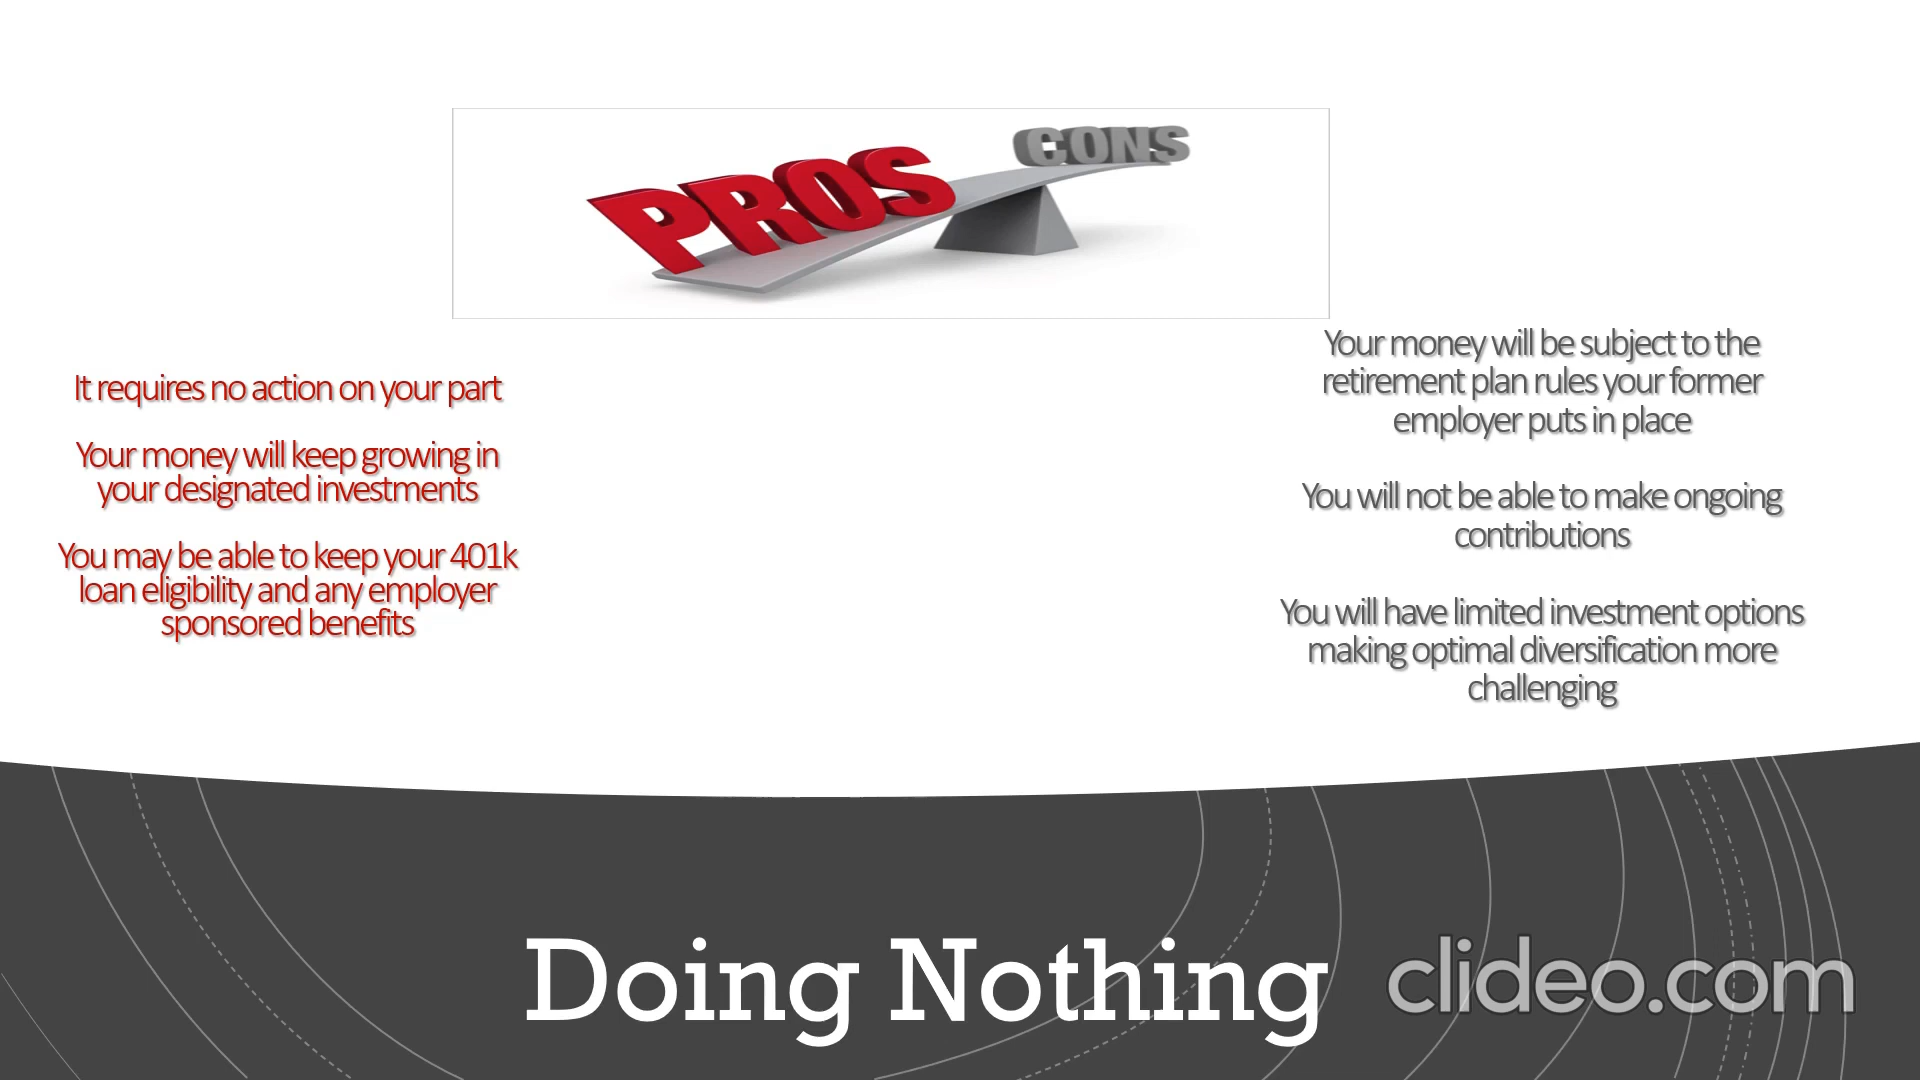 PROS
CONS
It requires no action on your part
Your money will keep growing in
your designated investments
You may be able to keep your 401k
loan eligibility and any employer
sponsored benefits
Your money will be subject to the
retirement plan rules your former
employer puts in place
You will not be able to make ongoing
contributions
You will have limited investment options
making optimal diversification more
challenging
Doing Nothing
clideo.com